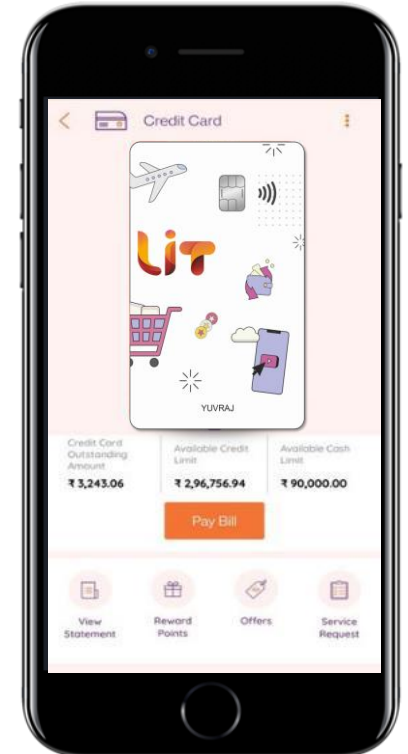 Credit Card
LIT
YUVRAJ
Credit Card
Outstanding
Amount
₹ 3,243.06
Available Credit
Limit
₹ 2,96,756.94
Available Cash
Limit
₹ 90,000.00
Pay Bill
View
Statement
Reward
Points
Offers
Service
Request